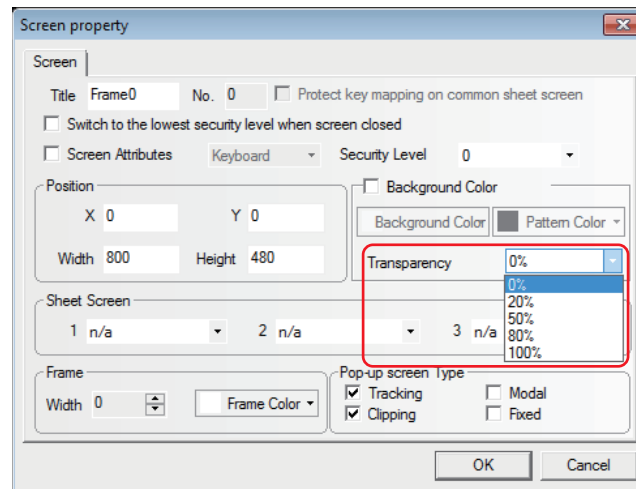 Screen property
Screen
Title Frame0 No. 0 Protect key mapping on common sheet screen
Switch to the lowest security level when screen closed
Screen Attributes Keyboard Security Level 0
Position Background Color
X 0 Y 0 Background Color Pattern Color
Width 800 Height 480 Transparency 0%
0%
Sheet Screen 20%
50%
1 n/a 2 n/a 3 n/a 80%
100%
Frame Pop-up screen Type
Width 0 Frame Color Tracking Modal
Clipping Fixed
OK Cancel